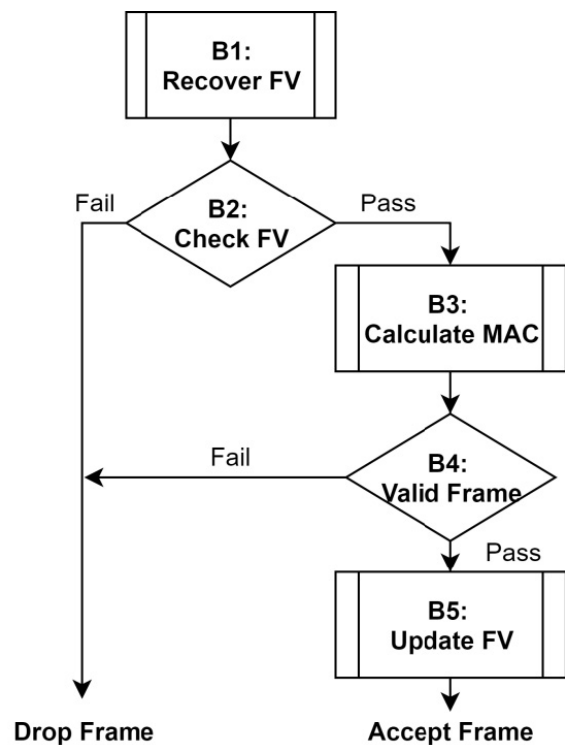 B1:
Recover FV
Fail
B2:
Check FV
Pass
B3:
Calculate MAC
Fail
B4:
Valid Frame
Pass
B5:
Update FV
Drop Frame
Accept Frame